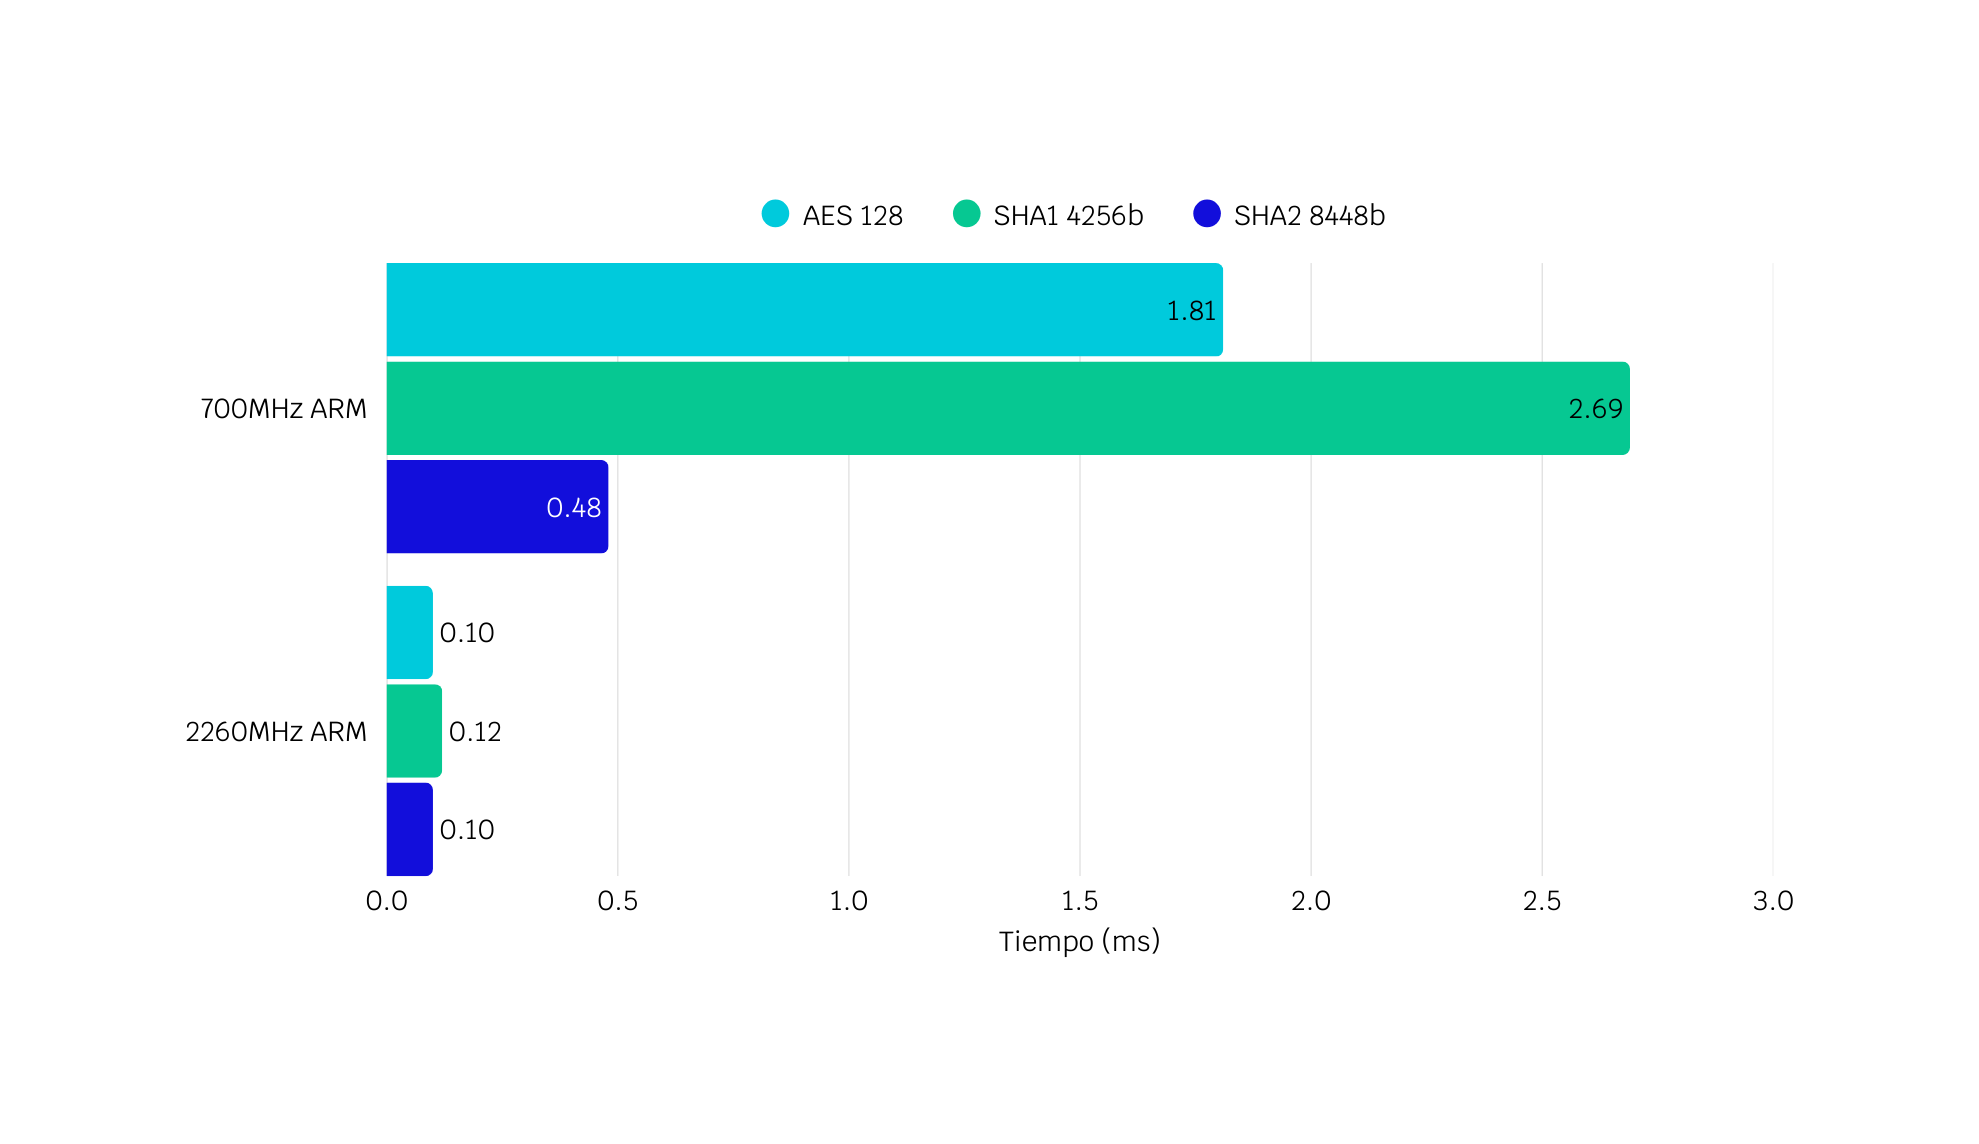 AES 128 SHA1 4256b SHA2 8448b
1.81
700MHz ARM 2.69
0.48
0.10
2260MHz ARM 0.12
0.10
0.0 0.5 1.0 1.5 2.0 2.5 3.0
Tiempo (ms)